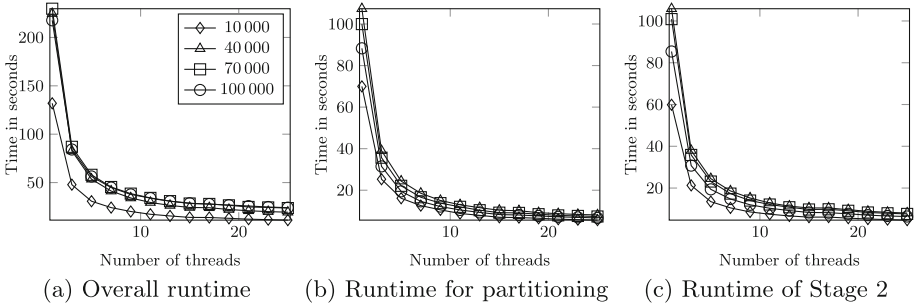 200
150
100
50
Time in seconds
10 20
Number of threads
10 000
40 000
70 000
100 000
(a) Overall runtime
100
80
60
40
20
Time in seconds
10 20
Number of threads
(b) Runtime for partitioning
100
80
60
40
20
Time in seconds
10 20
Number of threads
(c) Runtime of Stage 2